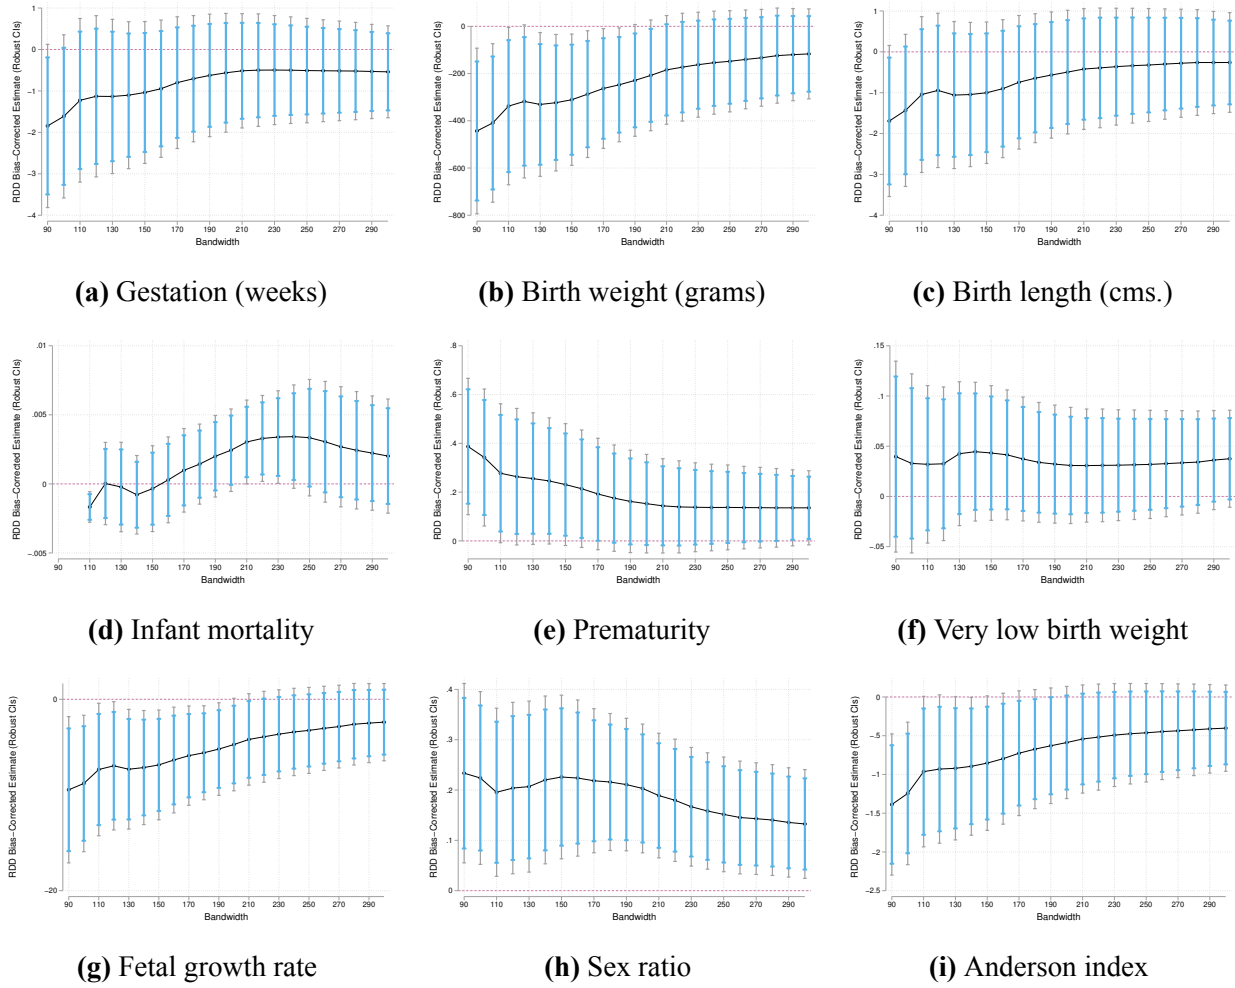 RDD Bias-Corrected Estimate (Robust CIs)
1
0
-1
-2
-3
-4
90 110 130 150 170 190 210 230 250 270 290
Bandwidth
(a) Gestation (weeks)
RDD Bias-Corrected Estimate (Robust CIs)
0
-200
-400
-600
-800
90 110 130 150 170 190 210 230 250 270 290
Bandwidth
(b) Birth weight (grams)
RDD Bias-Corrected Estimate (Robust CIs)
1
0
-1
-2
-3
-4
90 110 130 150 170 190 210 230 250 270 290
Bandwidth
(c) Birth length (cms.)
RDD Bias-Corrected Estimate (Robust CIs)
.01
.005
0
-.005
90 110 130 150 170 190 210 230 250 270 290
Bandwidth
(d) Infant mortality
RDD Bias-Corrected Estimate (Robust CIs)
.8
.6
.4
.2
0
90 110 130 150 170 190 210 230 250 270 290
Bandwidth
(e) Prematurity
RDD Bias-Corrected Estimate (Robust CIs)
.15
.1
.05
0
-.05
90 110 130 150 170 190 210 230 250 270 290
Bandwidth
(f) Very low birth weight
RDD Bias-Corrected Estimate (Robust CIs)
0
-20
90 110 130 150 170 190 210 230 250 270 290
Bandwidth
(g) Fetal growth rate
RDD Bias-Corrected Estimate (Robust CIs)
.4
.3
.2
.1
0
90 110 130 150 170 190 210 230 250 270 290
Bandwidth
(h) Sex ratio
RDD Bias-Corrected Estimate (Robust CIs)
0
-.5
-1
-1.5
-2
-2.5
90 110 130 150 170 190 210 230 250 270 290
Bandwidth
(i) Anderson index